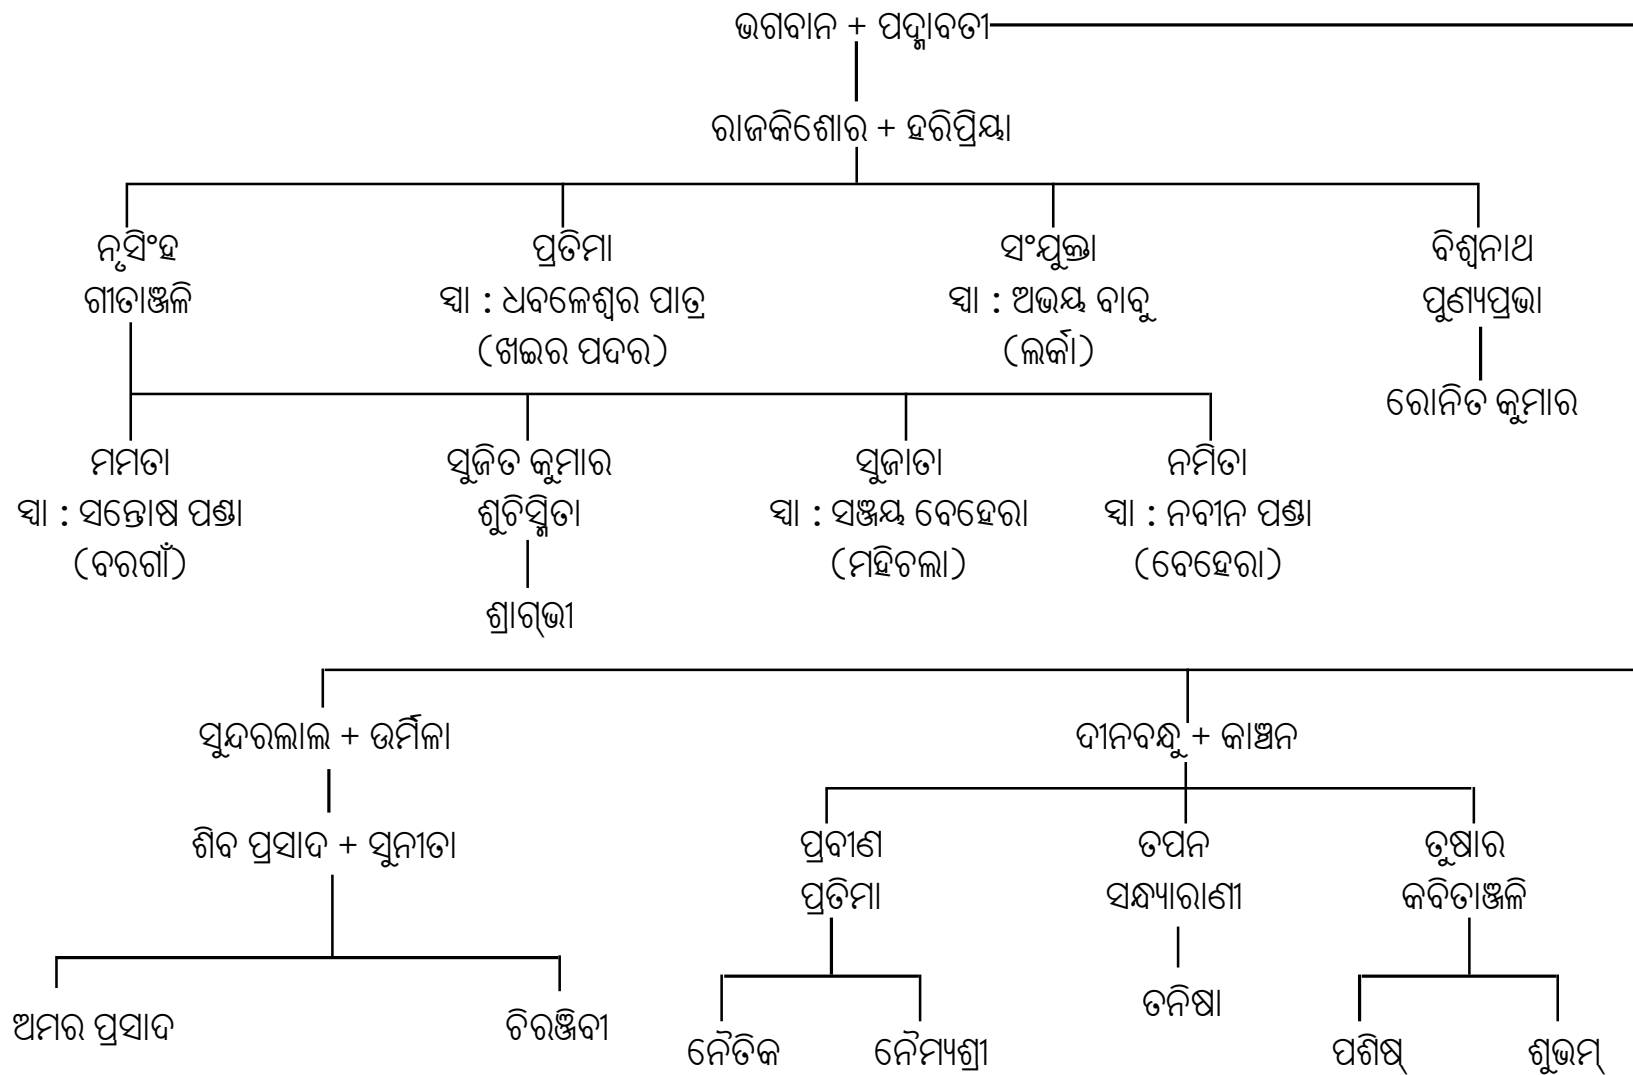 ଭଗବାନ + ପଦ୍ମାବତୀ
ରାଜକିଶୋର + ହରିପ୍ରିୟା
ନୃସିଂହ ପ୍ରତିମା ସଂଯୁକ୍ତା ବିଶ୍ୱନାଥ
ଗୀତାଞ୍ଜଳି ସ୍ୱା : ଧବଳେଶ୍ୱର ପାତ୍ର ସ୍ୱା : ଅଭୟ ବାବୁ ପୁଣ୍ୟପ୍ରଭା
(ଖଇର ପଦର) (ଲର୍କା)
ରୋନିତ କୁମାର
ମମତା ସୁଜିତ କୁମାର ସୁଜାତା ନମିତା
ସ୍ୱା : ସନ୍ତୋଷ ପଣ୍ଡା ଶୁଚିସ୍ମିତା ସ୍ୱା : ସଞ୍ଜୟ ବେହେରା ସ୍ୱା : ନବୀନ ପଣ୍ଡା
(ବରଗାଁ) (ମହିଚଲା) (ବେହେରା)
ଶ୍ରାଗ୍‌ଭୀ
ସୁନ୍ଦରଲାଲ + ଉର୍ମିଳା ଦୀନବନ୍ଧୁ + କାଞ୍ଚନ
ଶିବ ପ୍ରସାଦ + ସୁନୀତା ପ୍ରବୀଣ ତପନ ତୁଷାର
ପ୍ରତିମା ସନ୍ଧ୍ୟାରାଣୀ କବିତାଞ୍ଜଳି
ଅମର ପ୍ରସାଦ ଚିରଞ୍ଜିବୀ ତନିଷା
ନୈତିକ ନୈମ୍ୟଶ୍ରୀ ପଶିଷ୍ ଶୁଭମ୍